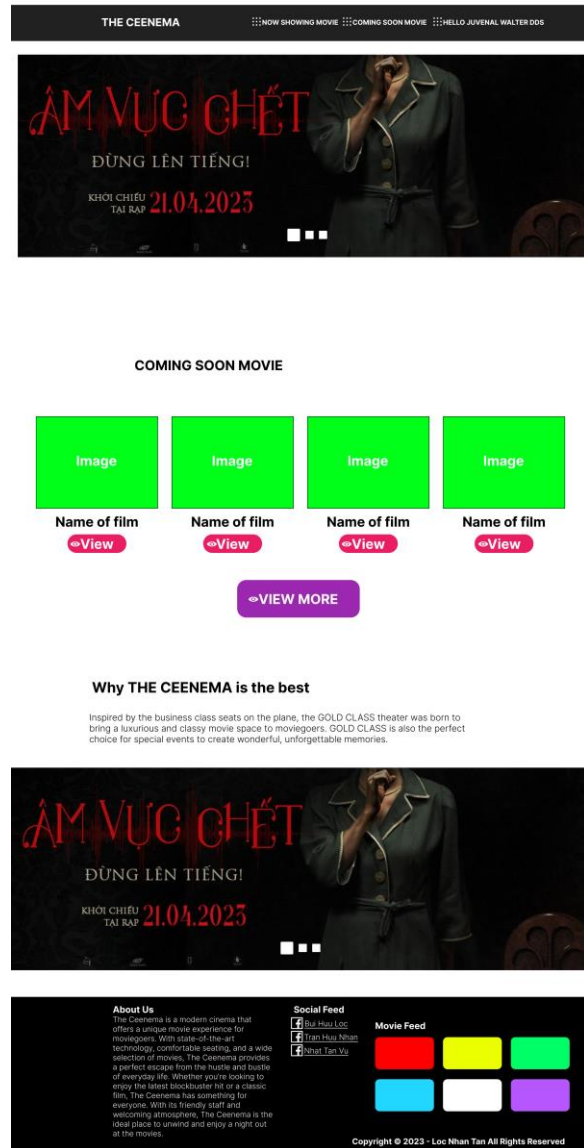 THE CEENEMA
NOW SHOWING MOVIE COMING SOON MOVIE HELLO JUVENAL WALTER DDS
ÂM VỰC CHẾT
ĐỪNG LÊN TIẾNG!
KHỞI CHIẾU
TẠI RẠP 21.04.2023
COMING SOON MOVIE
Image Image Image Image
Name of film Name of film Name of film Name of film
View View View View
VIEW MORE
Why THE CEENEMA is the best
Inspired by the business class seats on the plane, the GOLD CLASS theater was born to
bring a luxurious and classy movie space to moviegoers. GOLD CLASS is also the perfect
choice for special events to create wonderful, unforgettable memories.
ÂM VỰC CHẾT
ĐỪNG LÊN TIẾNG!
KHỞI CHIẾU
TẠI RẠP 21.04.2023
About Us
The Ceenema is a modern cinema that
offers a unique movie experience for
moviegoers. With state-of-the-art
technology, comfortable seating, and a wide
selection of movies, The Ceenema provides
a perfect escape from the hustle and bustle
of everyday life. Whether you're looking to
enjoy the latest blockbuster hit or a classic
film, The Ceenema has something for
everyone. With its friendly staff and
welcoming atmosphere, The Ceenema is the
ideal place to unwind and enjoy a night out
at the movies.
Social Feed
Bui Huu Loc
Tran Huu Nhan
Nhat Tan Vu
Movie Feed
Copyright © 2023 - Loc Nhan Tan All Rights Reserved